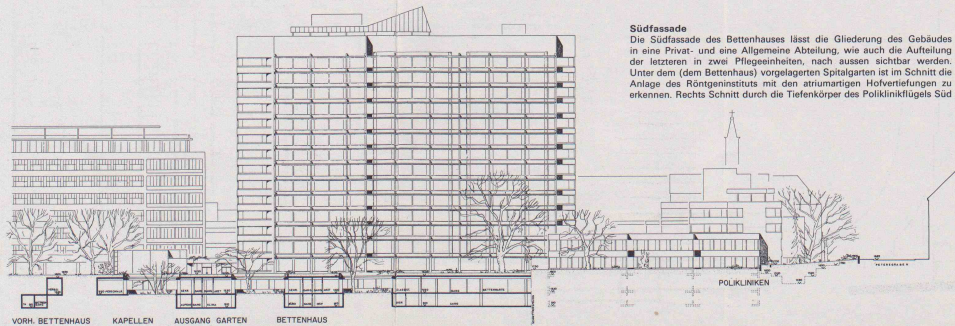 Südfassade
Die Südfassade des Bettenhauses lässt die Gliederung des Gebäudes
in eine Privat- und eine Allgemeine Abteilung, wie auch die Aufteilung
der letzteren in zwei Pflegeeinheiten, nach aussen sichtbar werden.
Unter dem (dem Bettenhaus) vorgelagerten Spitalgarten ist im Schnitt die
Anlage des Röntgeninstituts mit den atriumartigen Hofvertiefungen zu
erkennen. Rechts Schnitt durch die Tiefenkörper des Poliklinikflügels Süd
PETERSGRABEN
POLIKLINIKEN
VORH. BETTENHAUS KAPELLEN AUSGANG GARTEN BETTENHAUS